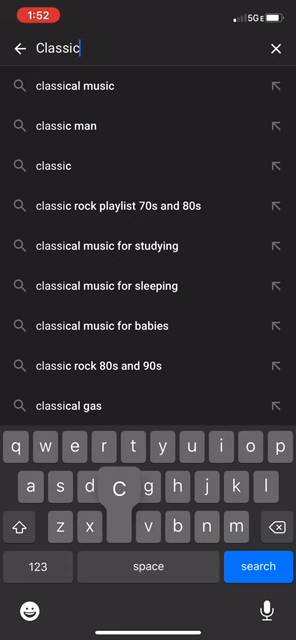 1:52
5GE
Classic
classical music
classic man
classic
classic rock playlist 70s and 80s
classical music for studying
classical music for sleeping
classical music for babies
classic rock 80s and 90s
classical gas
q w e r t y u i o p
a s d C g h j k l
z x v b n m
123 space search